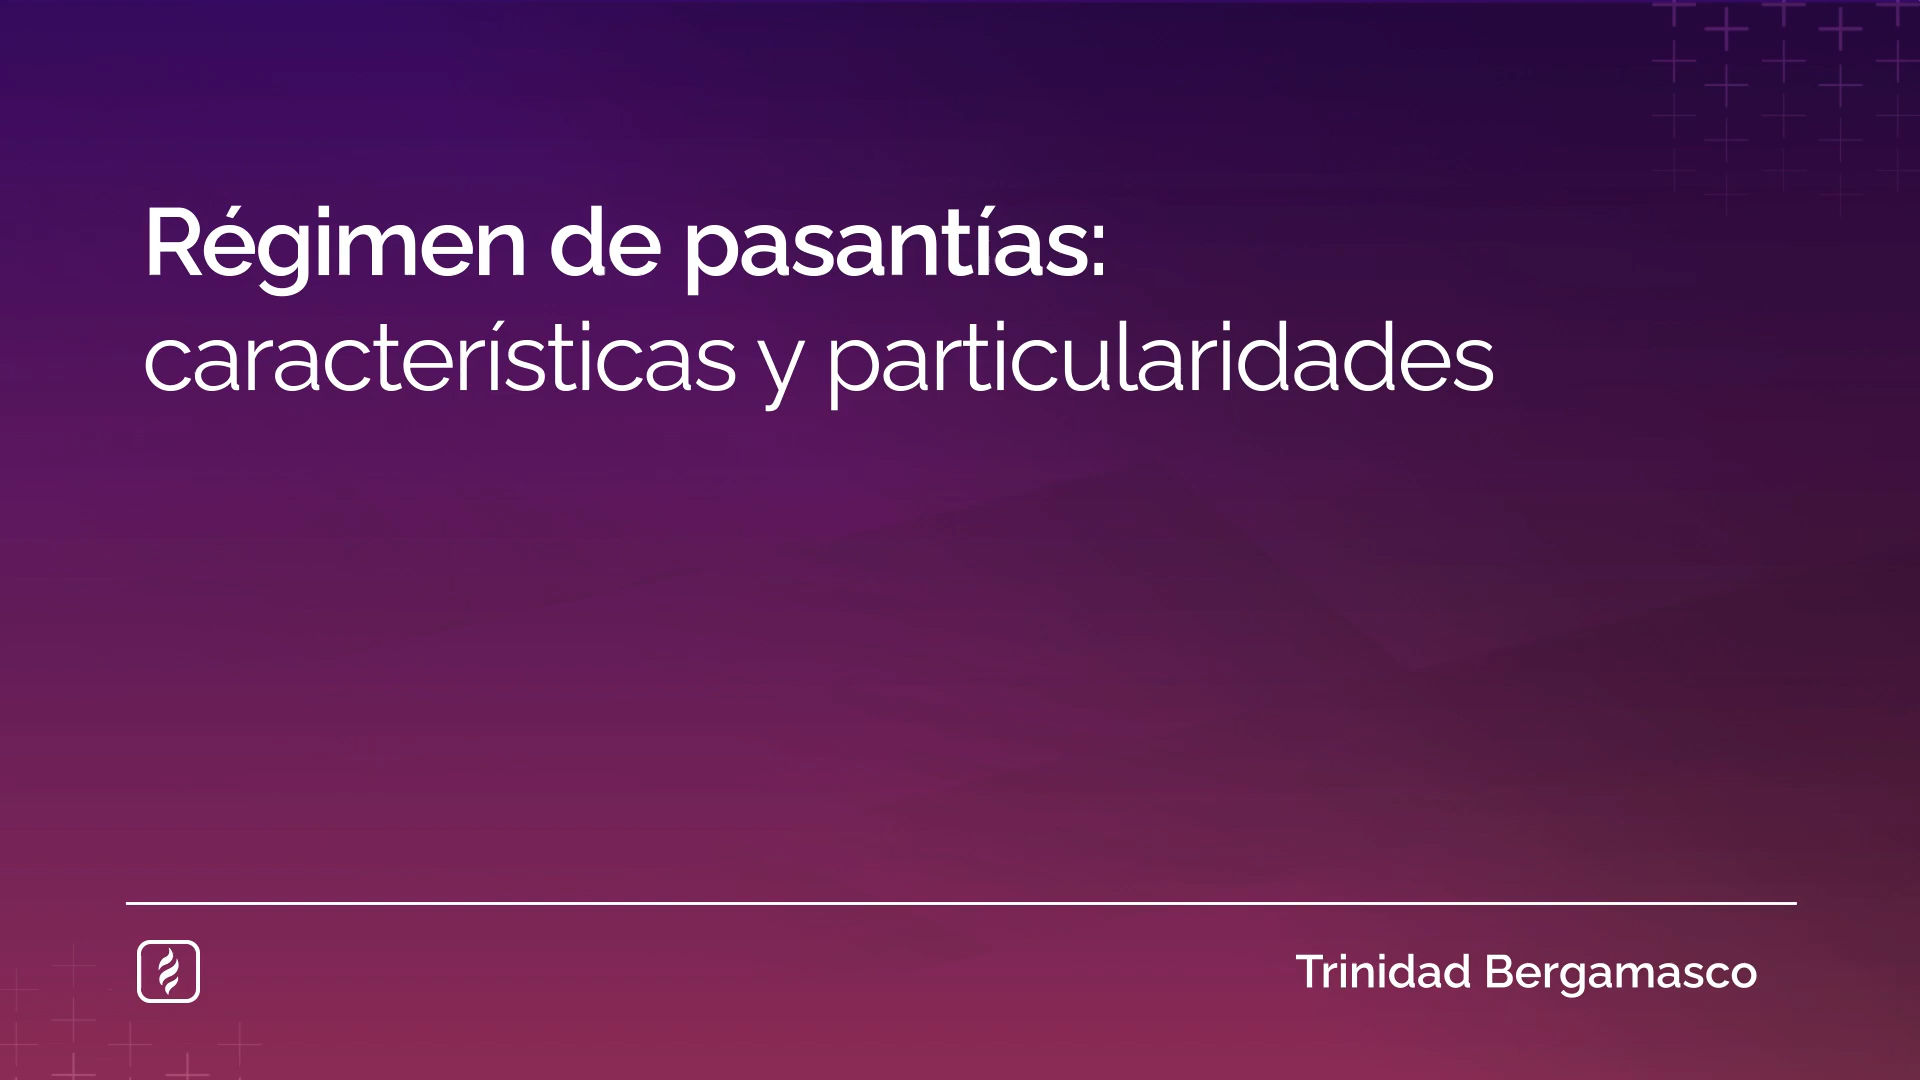 Régimen de pasantías:
características y particularidades
Trinidad Bergamasco